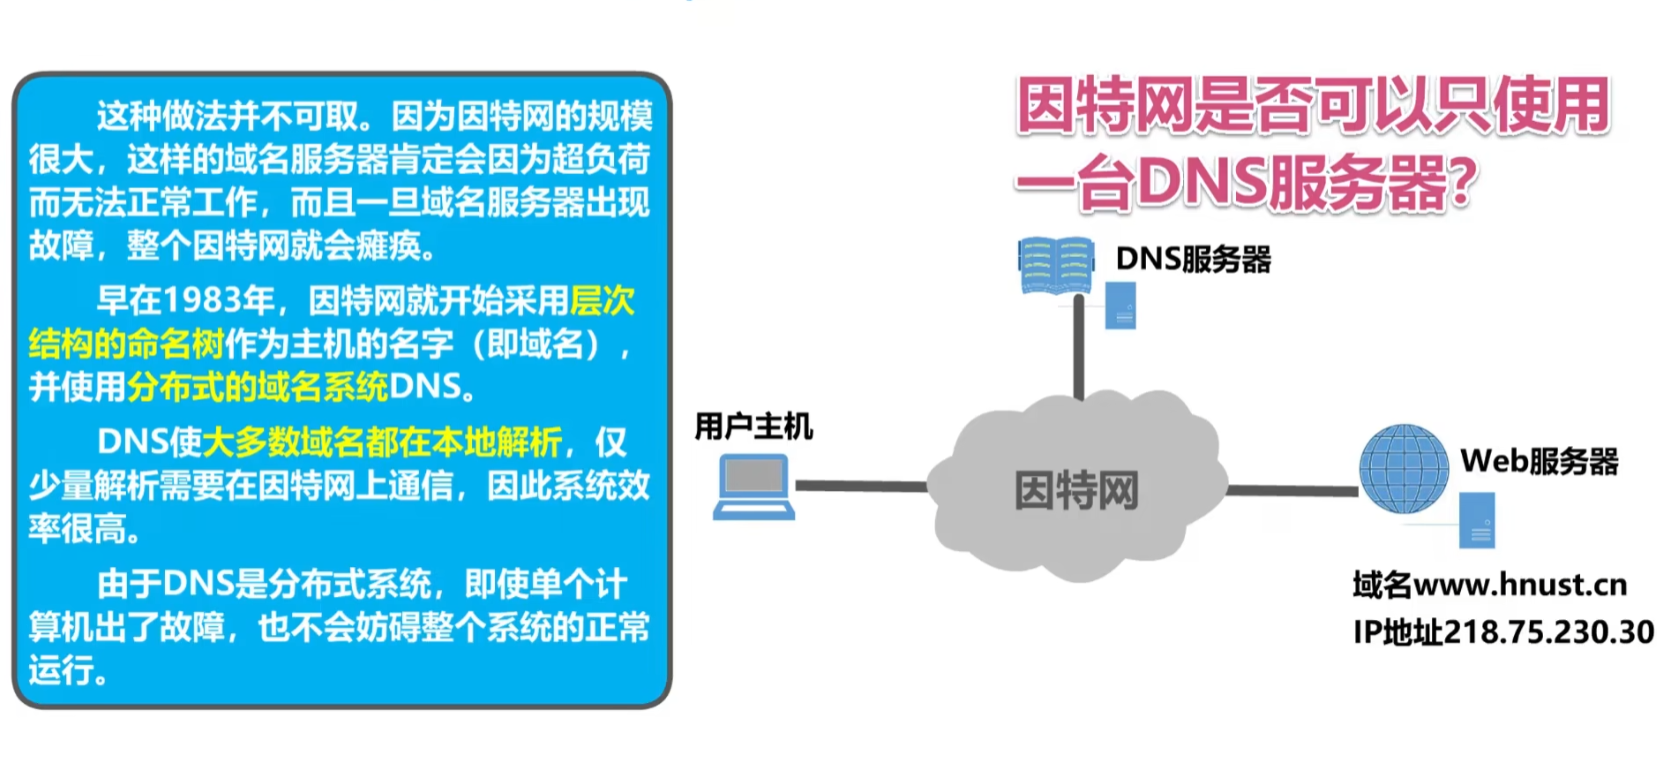 因特网是否可以只使用
一台DNS服务器？
这种做法并不可取。因为因特网的规模
很大，这样的域名服务器肯定会因为超负荷
而无法正常工作，而且一旦域名服务器出现
故障，整个因特网就会瘫痪。
早在1983年，因特网就开始采用层次
结构的命名树作为主机的名字（即域名），
并使用分布式的域名系统DNS。
DNS使大多数域名都在本地解析，仅
少量解析需要在因特网上通信，因此系统效
率很高。
由于DNS是分布式系统，即使单个计
算机出了故障，也不会妨碍整个系统的正常
运行。
DNS服务器
用户主机
因特网
Web服务器
域名www.hnust.cn
IP地址218.75.230.30